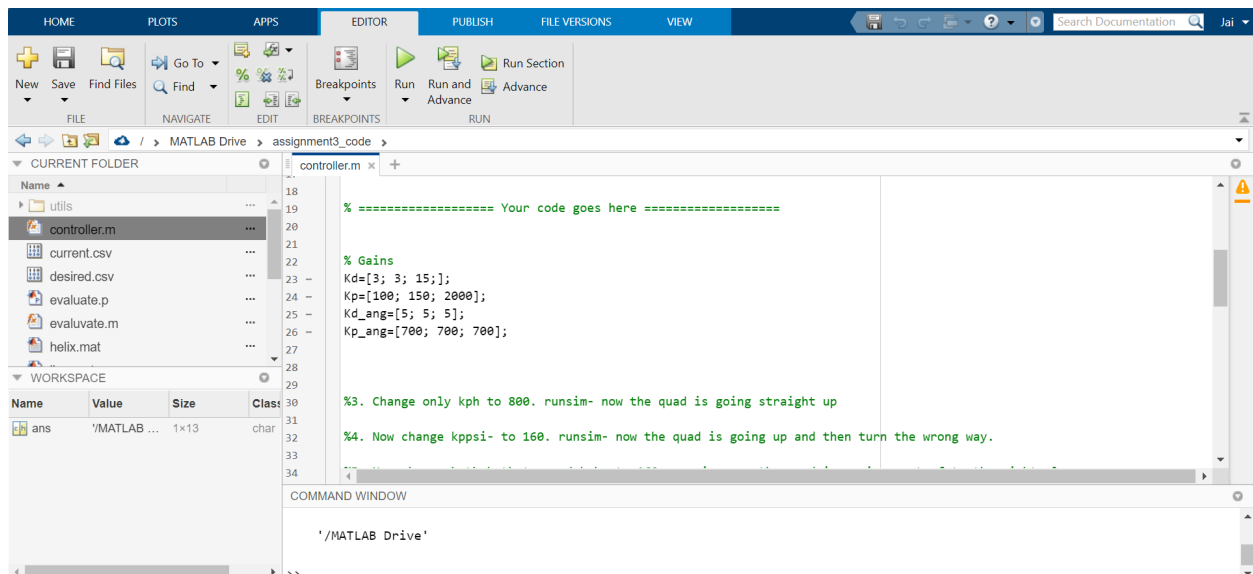 HOME PLOTS APPS EDITOR PUBLISH FILE VERSIONS VIEW Search Documentation Jai
New Save Find Files Go To Find Breakpoints Run Run and Advance Run Section Advance
FILE NAVIGATE EDIT BREAKPOINTS RUN
/ > MATLAB Drive > assignment3_code >
CURRENT FOLDER
Name
utils
controller.m
current.csv
desired.csv
evaluate.p
evaluvate.m
helix.mat
WORKSPACE
Name Value Size Class
ans '/MATLAB ... 1×13 char
controller.m × +
18
19 % =================== Your code goes here ===================
20
21
22 % Gains
23 – Kd=[3; 3; 15;];
24 – Kp=[100; 150; 2000];
25 – Kd_ang=[5; 5; 5];
26 – Kp_ang=[700; 700; 700];
27
28
29
30 %3. Change only kph to 800. runsim- now the quad is going straight up
31
32 %4. Now change kppsi- to 160. runsim- now the quad is going up and then turn the wrong way.
33
34
COMMAND WINDOW
'/MATLAB Drive'
>>